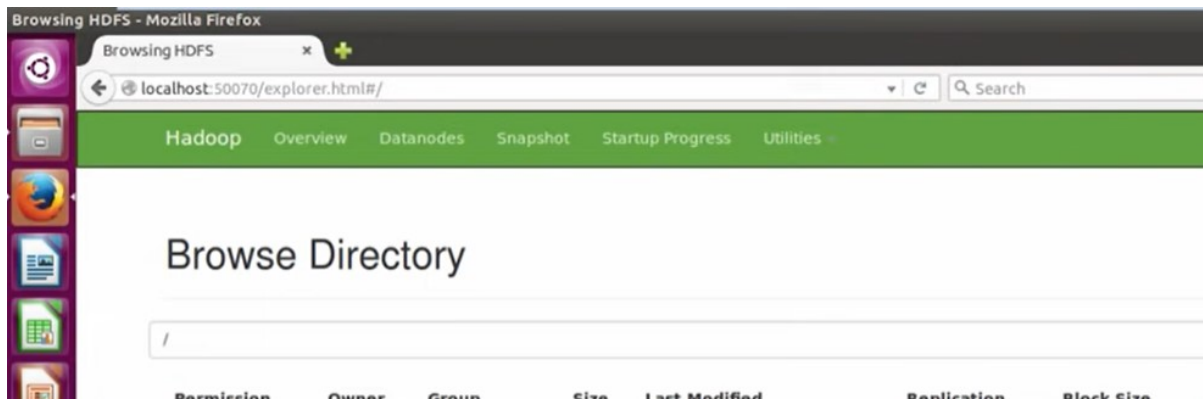 Browsing HDFS - Mozilla Firefox
Browsing HDFS
localhost:50070/explorer.html#/
Search
Hadoop Overview Datanodes Snapshot Startup Progress Utilities
Browse Directory
/
Permission Owner Group Size Last Modified Replication Block Size